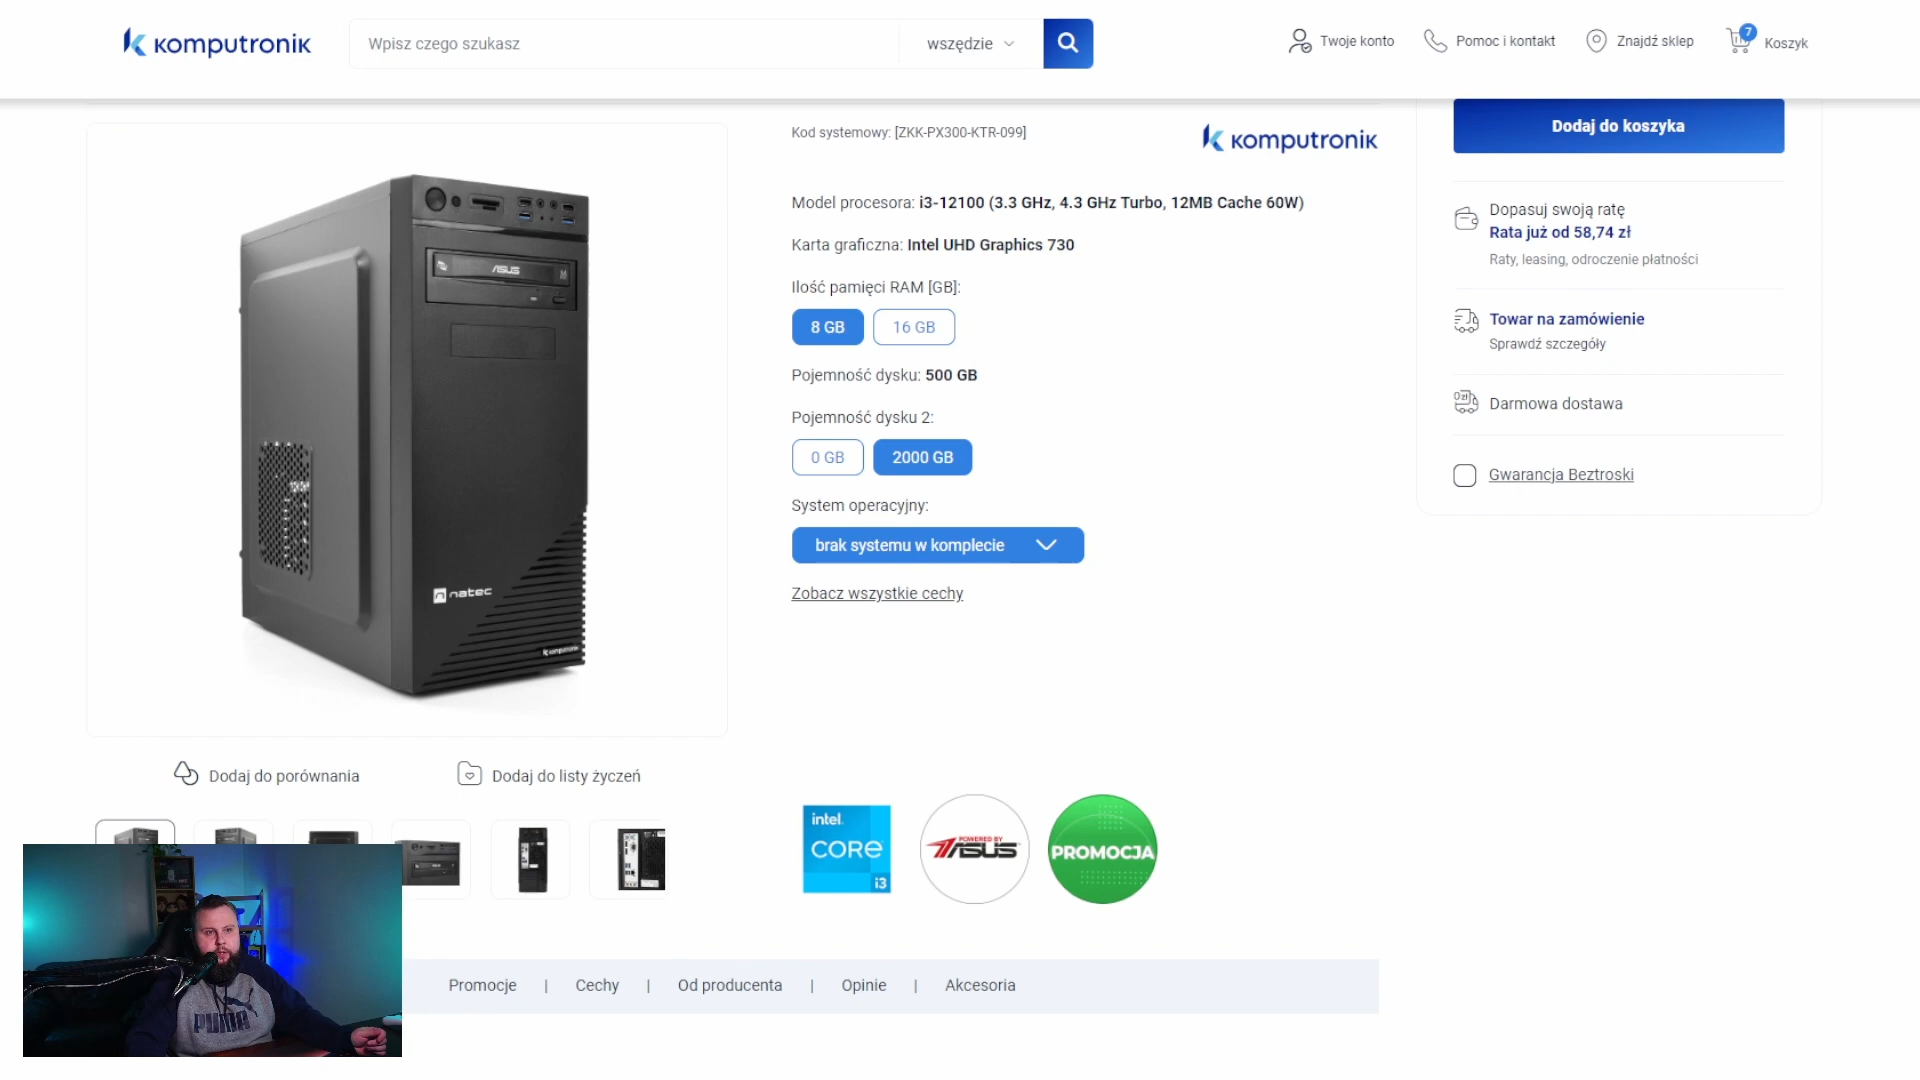 komputronik
Wpisz czego szukasz
wszędzie
Twoje konto
Pomoc i kontakt
Znajdź sklep
7
Koszyk
Kod systemowy: [ZKK-PX300-KTR-099]
komputronik
Model procesora: i3-12100 (3.3 GHz, 4.3 GHz Turbo, 12MB Cache 60W)
Karta graficzna: Intel UHD Graphics 730
Ilość pamięci RAM [GB]:
8 GB
16 GB
Pojemność dysku: 500 GB
Pojemność dysku 2:
0 GB
2000 GB
System operacyjny:
brak systemu w komplecie
Zobacz wszystkie cechy
Dodaj do koszyka
Dopasuj swoją ratę
Rata już od 58,74 zł
Raty, leasing, odroczenie płatności
Towar na zamówienie
Sprawdź szczegóły
Darmowa dostawa
Gwarancja Beztroski
ASUS
natec
komputronik
Dodaj do porównania
Dodaj do listy życzeń
intel.
CORE
i3
POWERED BY
ASUS
PROMOCJA
PUMA
Promocje | Cechy | Od producenta | Opinie | Akcesoria